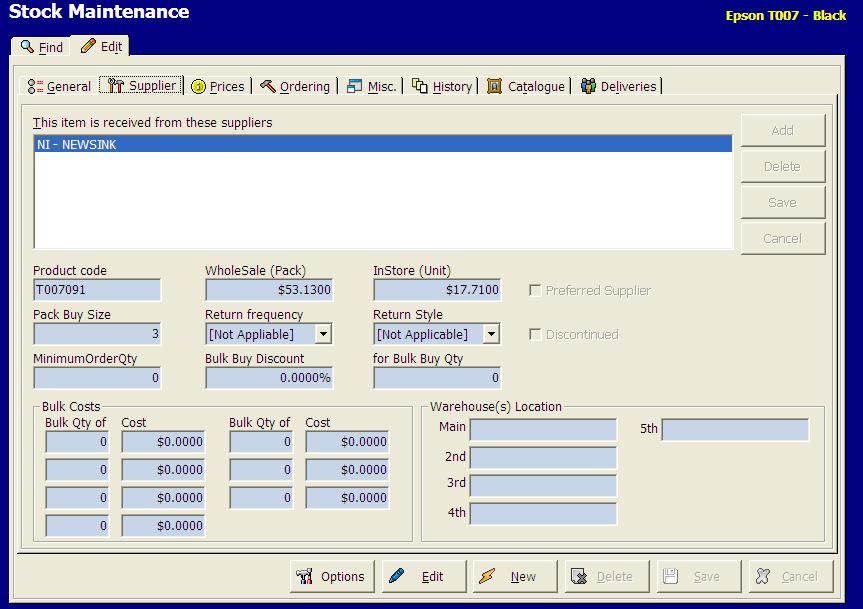 Stock Maintenance
Epson T007 - Black
Find Edit
General Supplier Prices Ordering Misc. History Catalogue Deliveries
This item is received from these suppliers
NI - NEWSINK
Add
Delete
Save
Cancel
Product code WholeSale (Pack) InStore (Unit)
T007091 $53.1300 $17.7100 Preferred Supplier
Pack Buy Size Return frequency Return Style
3 [Not Appliable] [Not Applicable] Discontinued
MinimumOrderQty Bulk Buy Discount for Bulk Buy Qty
0 0.0000% 0
Bulk Costs
Bulk Qty of Cost Bulk Qty of Cost
0 $0.0000 0 $0.0000
0 $0.0000 0 $0.0000
0 $0.0000 0 $0.0000
0 $0.0000
Warehouse(s) Location
Main 5th
2nd
3rd
4th
Options Edit New Delete Save Cancel